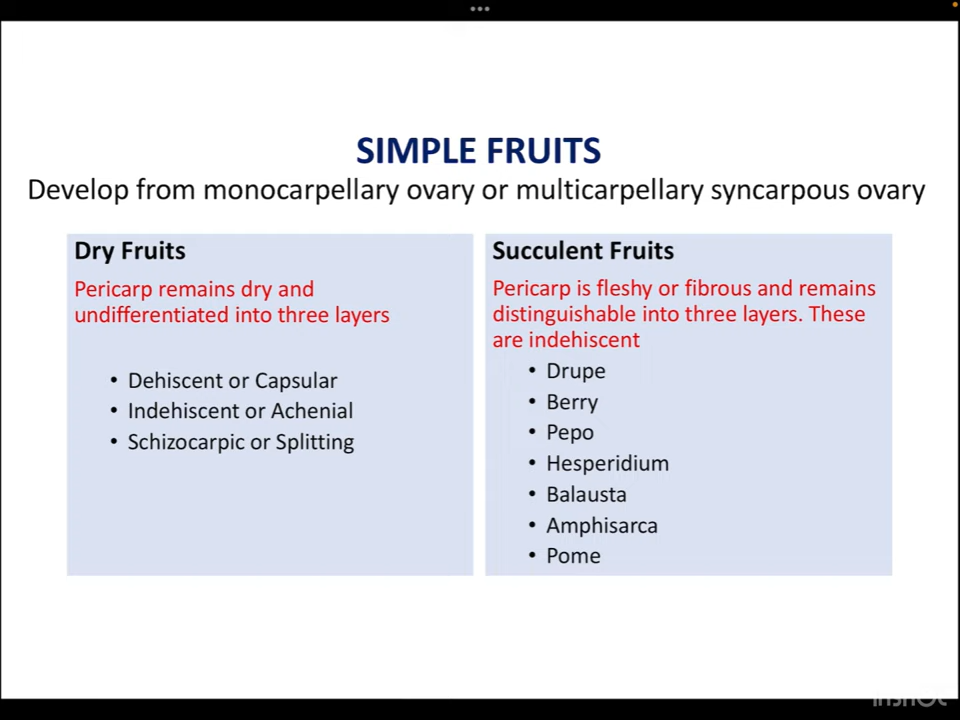 SIMPLE FRUITS
Develop from monocarpellary ovary or multicarpellary syncarpous ovary
Dry Fruits
Pericarp remains dry and
undifferentiated into three layers
• Dehiscent or Capsular
• Indehiscent or Achenial
• Schizocarpic or Splitting
Succulent Fruits
Pericarp is fleshy or fibrous and remains
distinguishable into three layers. These
are indehiscent
• Drupe
• Berry
• Pepo
• Hesperidium
• Balausta
• Amphisarca
• Pome